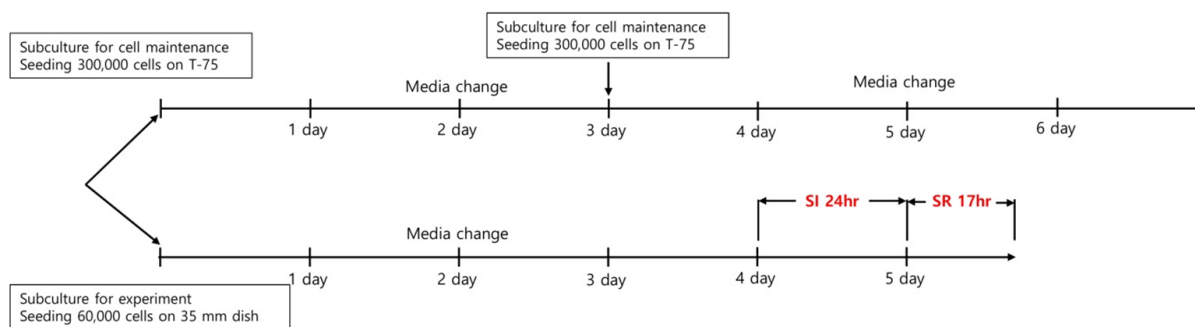 Subculture for cell maintenance
Seeding 300,000 cells on T-75
Subculture for cell maintenance
Seeding 300,000 cells on T-75
Media change
Media change
1 day
2 day
3 day
4 day
5 day
6 day
SI 24hr
SR 17hr
Media change
1 day
2 day
3 day
4 day
5 day
Subculture for experiment
Seeding 60,000 cells on 35 mm dish